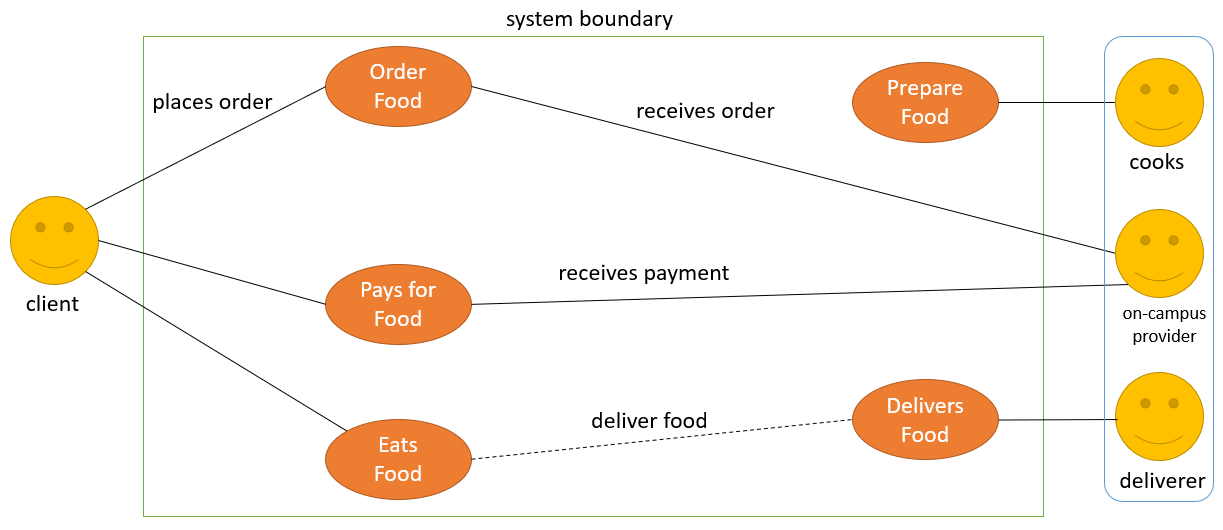 system boundary
places order
Order
Food
receives order
Prepare
Food
cooks
client
Pays for
Food
receives payment
on-campus
provider
Eats
Food
deliver food
Delivers
Food
deliverer